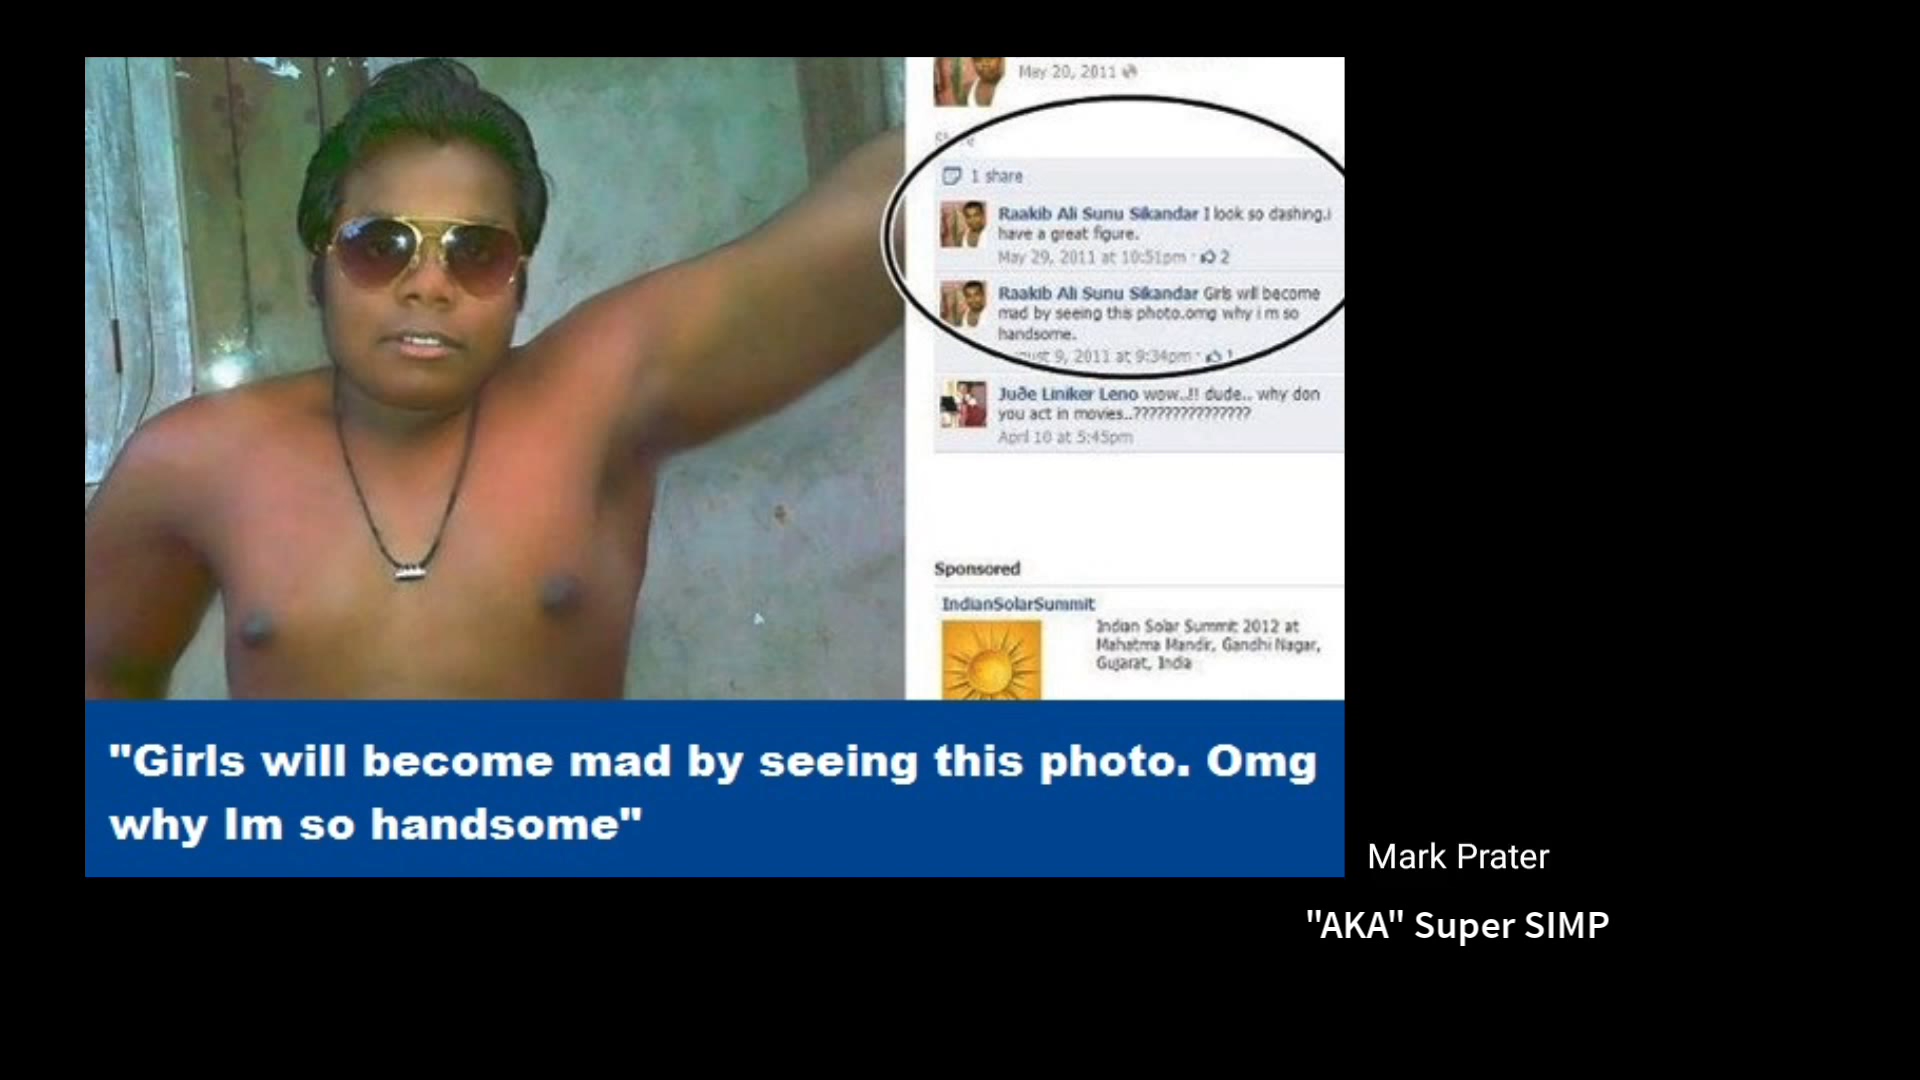 May 20, 2011
Share
1 share
Raakib Ali Sunu Sikandar I look so dashing.i
have a great figure.
May 29, 2011 at 10:51pm · 2
Raakib Ali Sunu Sikandar Girls will become
mad by seeing this photo.omg why i m so
handsome.
August 9, 2011 at 9:34pm · 1
Juðe Liniker Leno wow..!! dude.. why don
you act in movies..???????????????
April 10 at 5:45pm
Sponsored
IndianSolarSummit
Indian Solar Summit 2012 at
Mahatma Mandir, Gandhi Nagar,
Gujarat, India
"Girls will become mad by seeing this photo. Omg
why Im so handsome"
Mark Prater
"AKA" Super SIMP